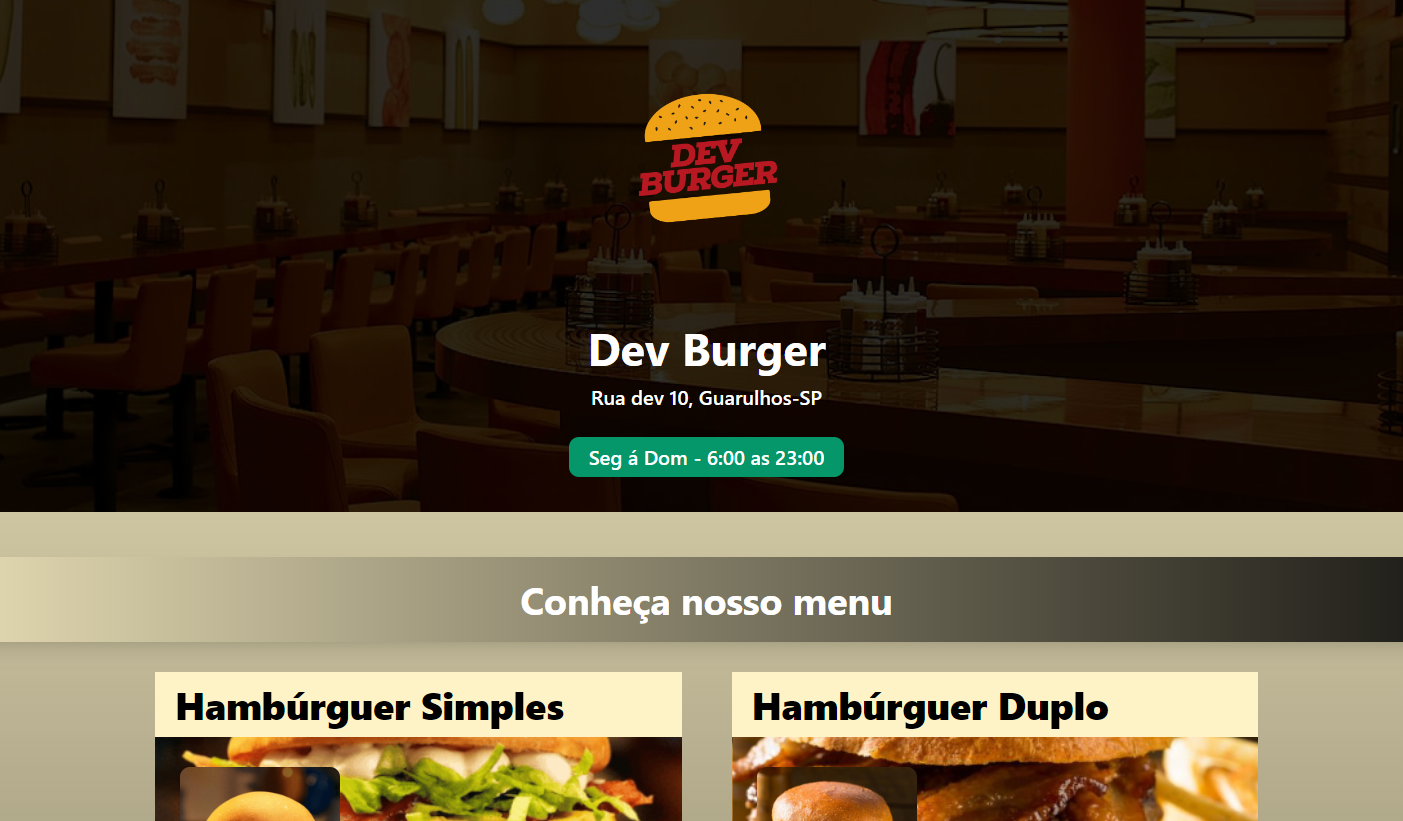 DEV
BURGER
Dev Burger
Rua dev 10, Guarulhos-SP
Seg á Dom - 6:00 as 23:00
Conheça nosso menu
Hambúrguer Simples
Hambúrguer Duplo